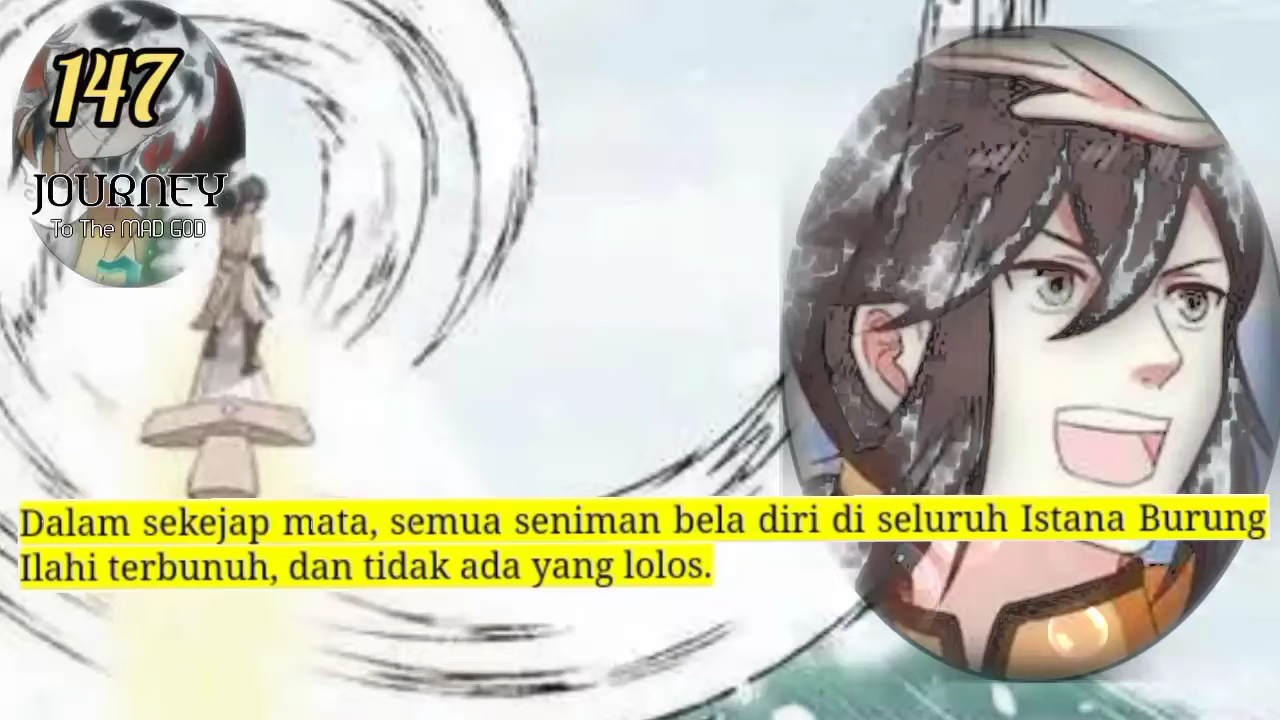 147
JOURNEY
To The MAD GOD
Dalam sekejap mata, semua seniman bela diri di seluruh Istana Burung
Ilahi terbunuh, dan tidak ada yang lolos.